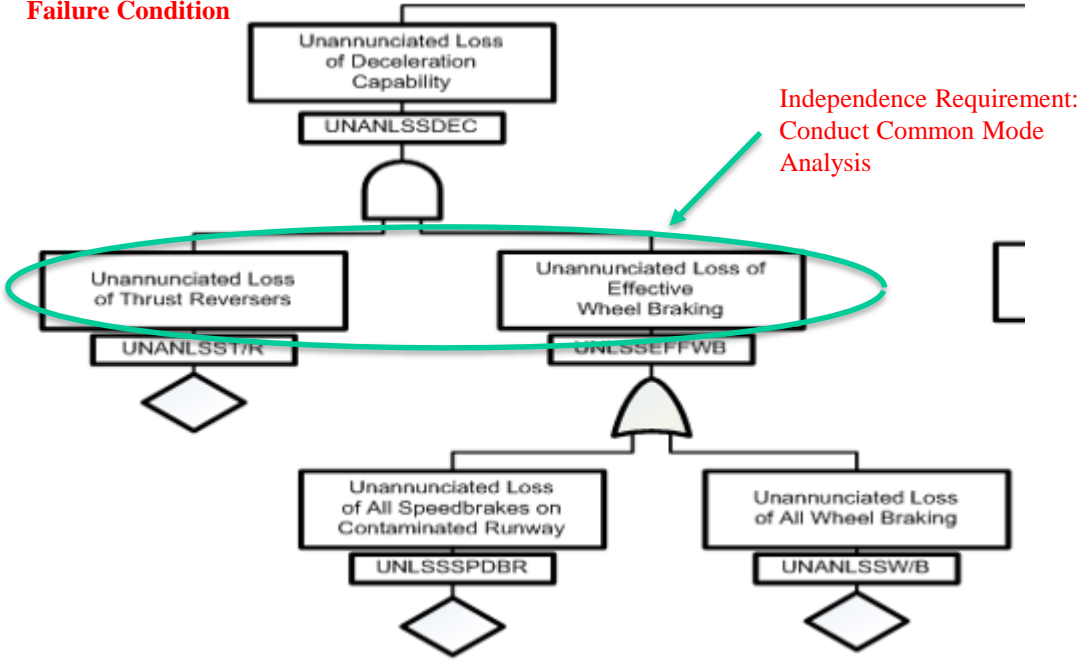 Failure Condition
Unannunciated Loss
of Deceleration
Capability
UNANLSSDEC
Independence Requirement:
Conduct Common Mode
Analysis
Unannunciated Loss
of Thrust Reversers
UNANLSST/R
Unannunciated Loss of
Effective
Wheel Braking
UNLSSEFFWB
Unannunciated Loss
of All Speedbrakes on
Contaminated Runway
UNLSSSPDBR
Unannunciated Loss
of All Wheel Braking
UNANLSSW/B